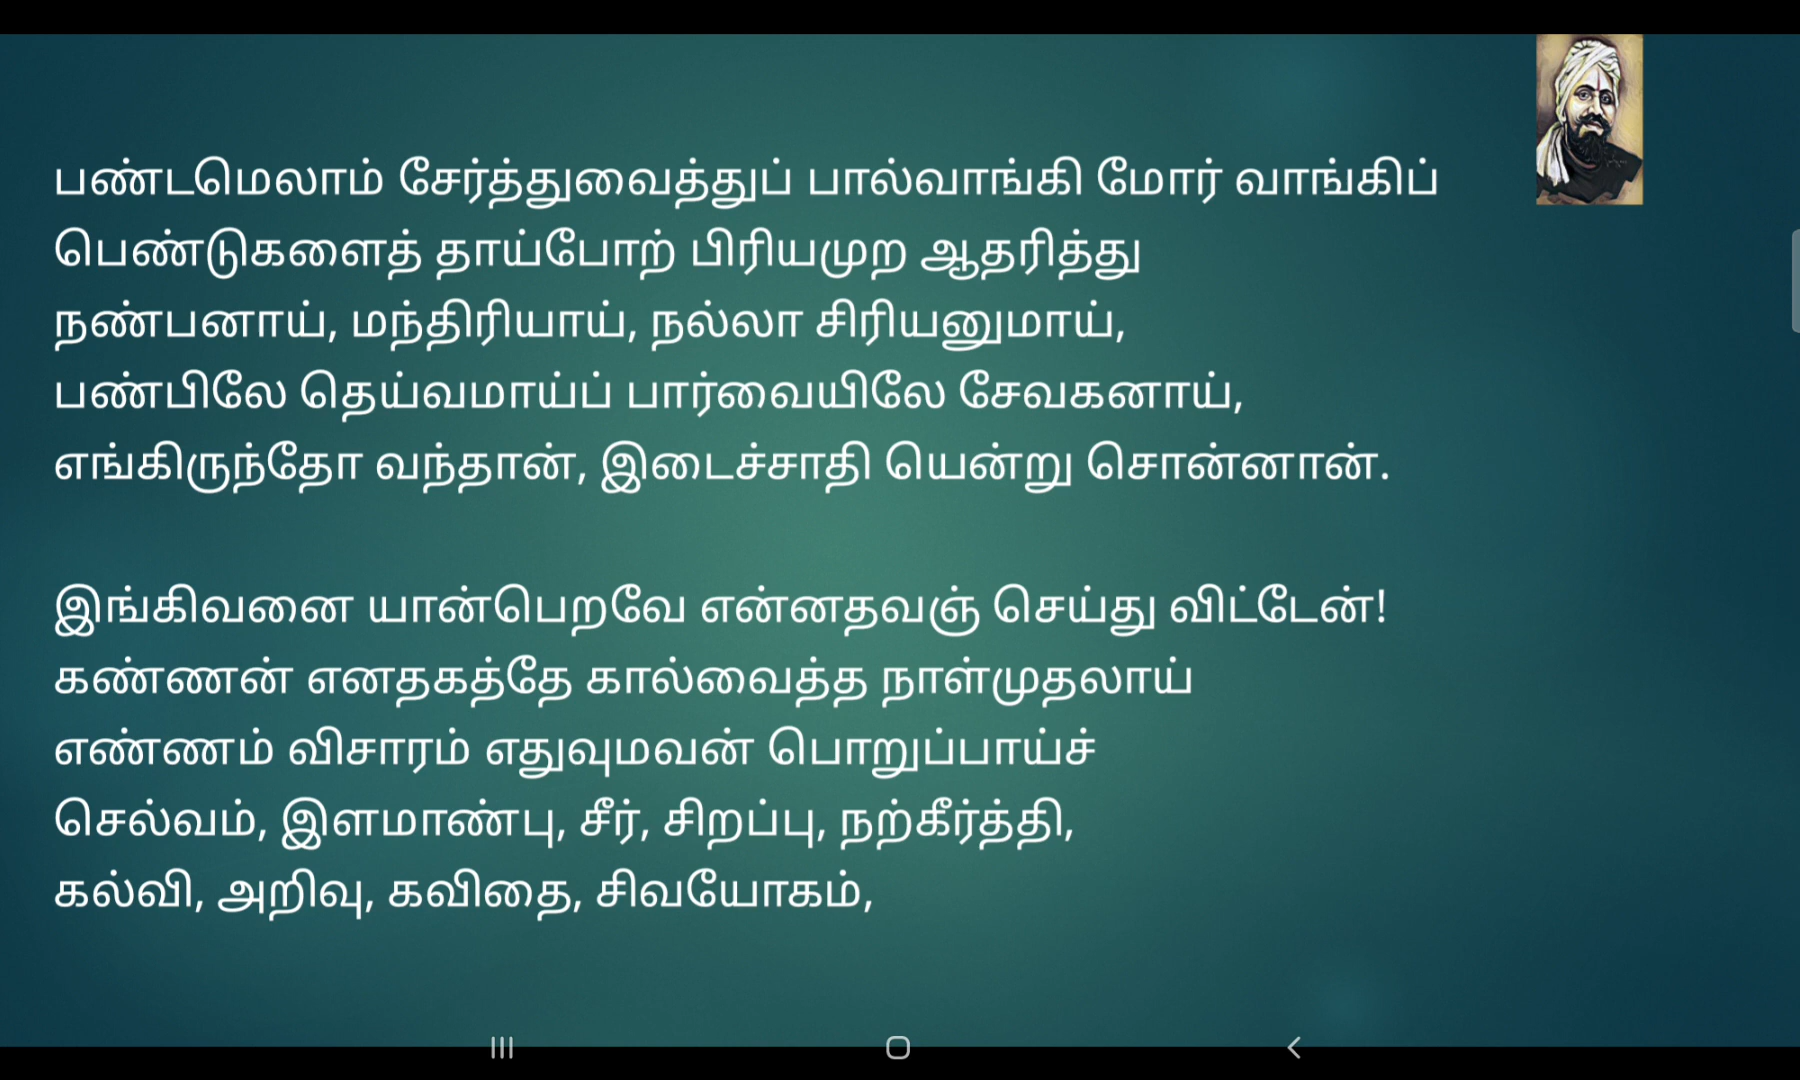 பண்டமெலாம் சேர்த்துவைத்துப் பால்வாங்கி மோர் வாங்கிப்
பெண்டுகளைத் தாய்போற் பிரியமுற ஆதரித்து
நண்பனாய், மந்திரியாய், நல்லா சிரியனுமாய்,
பண்பிலே தெய்வமாய்ப் பார்வையிலே சேவகனாய்,
எங்கிருந்தோ வந்தான், இடைச்சாதி யென்று சொன்னான்.
இங்கிவனை யான்பெறவே என்னதவஞ் செய்து விட்டேன்!
கண்ணன் எனதகத்தே கால்வைத்த நாள்முதலாய்
எண்ணம் விசாரம் எதுவுமவன் பொறுப்பாய்ச்
செல்வம், இளமாண்பு, சீர், சிறப்பு, நற்கீர்த்தி,
கல்வி, அறிவு, கவிதை, சிவயோகம்,